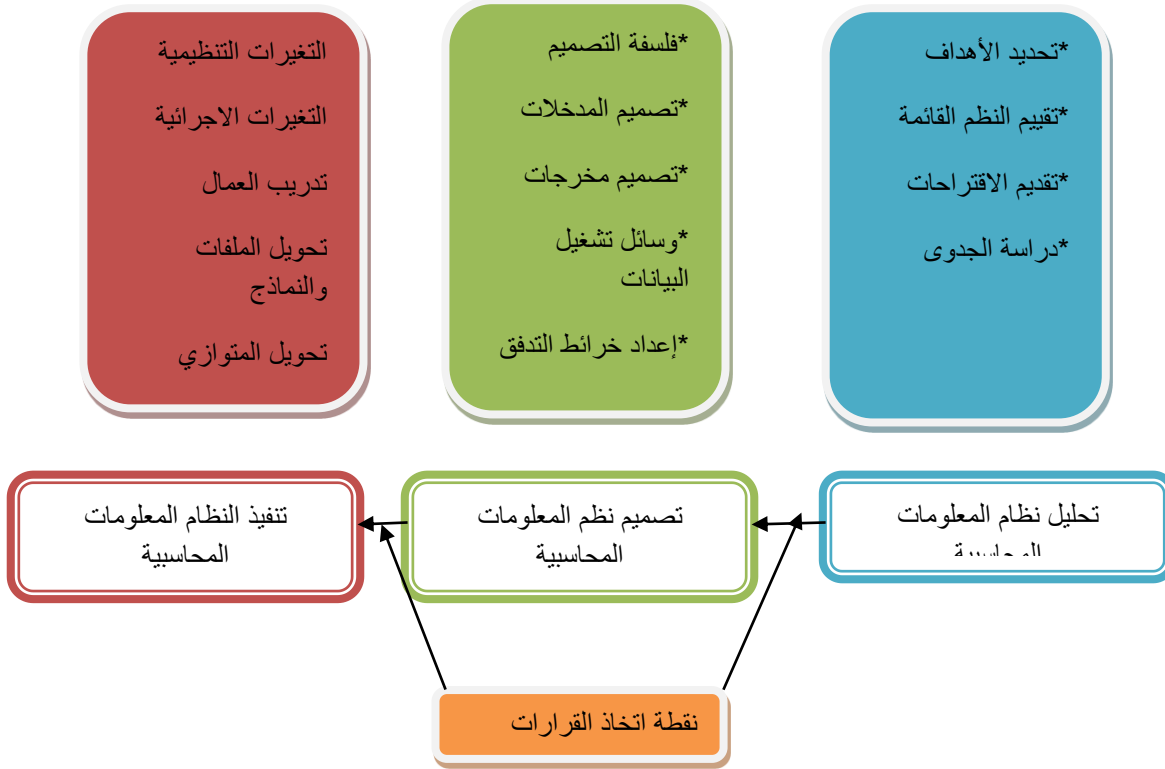 *تحديد الأهداف
*تقييم النظم القائمة
*تقديم الاقتراحات
*دراسة الجدوى
*فلسفة التصميم
*تصميم المدخلات
*تصميم مخرجات
*وسائل تشغيل
البيانات
*إعداد خرائط التدفق
التغيرات التنظيمية
التغيرات الاجرائية
تدريب العمال
تحويل الملفات
والنماذج
تحويل المتوازي
تحليل نظام المعلومات
المحاسبية
تصميم نظم المعلومات
المحاسبية
تنفيذ النظام المعلومات
المحاسبية
نقطة اتخاذ القرارات